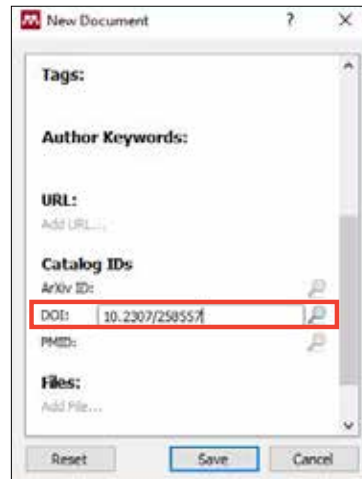 New Document ?
Tags:
Author Keywords:
URL:
Add URL...
Catalog IDs
ArXiv ID:
DOI: 10.2307/258557
PMID:
Files:
Add File...
Reset Save Cancel